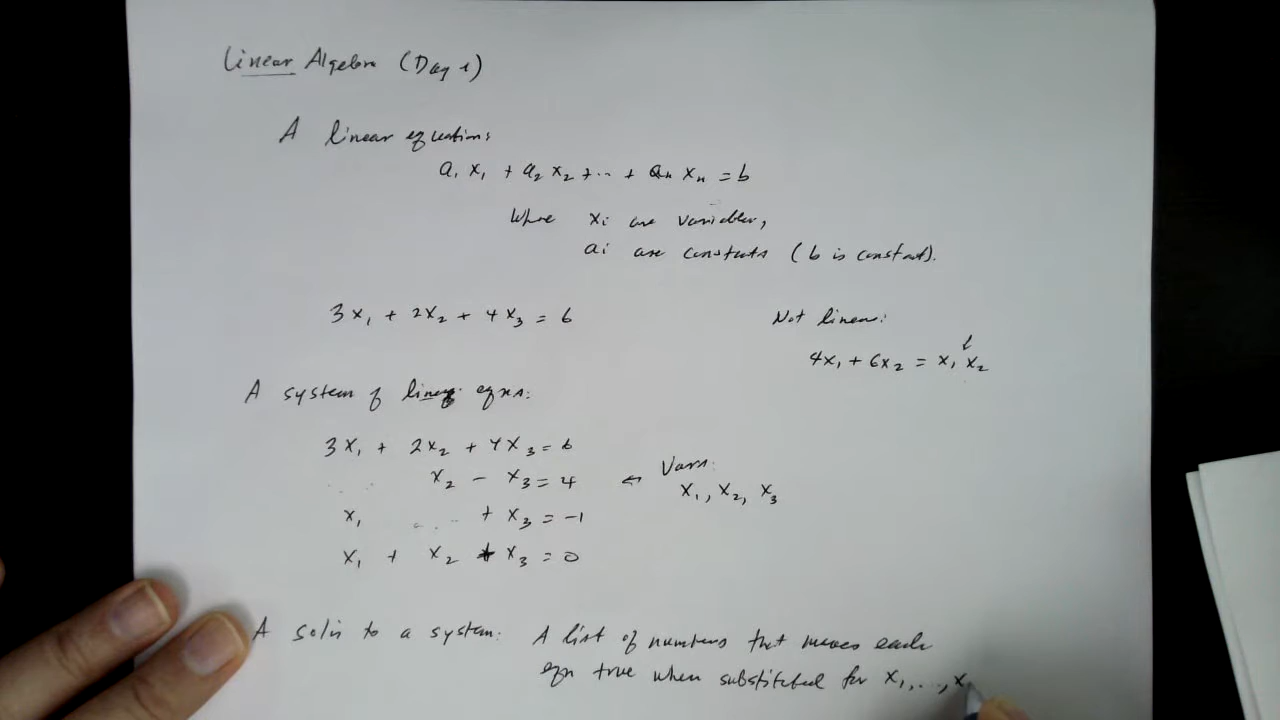 Linear Algebra (Day 1)
A linear equation:
a₁ x₁ + a₂ x₂ + ··· + aₙ xₙ = b
Where xᵢ are variables,
aᵢ are constants (b is constant).
3x₁ + 2x₂ + 4x₃ = 6
Not linear:
4x₁ + 6x₂ = x₁ x₂
A system of linear eqns:
3x₁ + 2x₂ + 4x₃ = 6
x₂ - x₃ = 4
x₁ + x₃ = -1
x₁ + x₂ + x₃ = 0
← Vars:
x₁, x₂, x₃
A soln to a system: A list of numbers that makes each
eqn true when substituted for x₁, ..., x